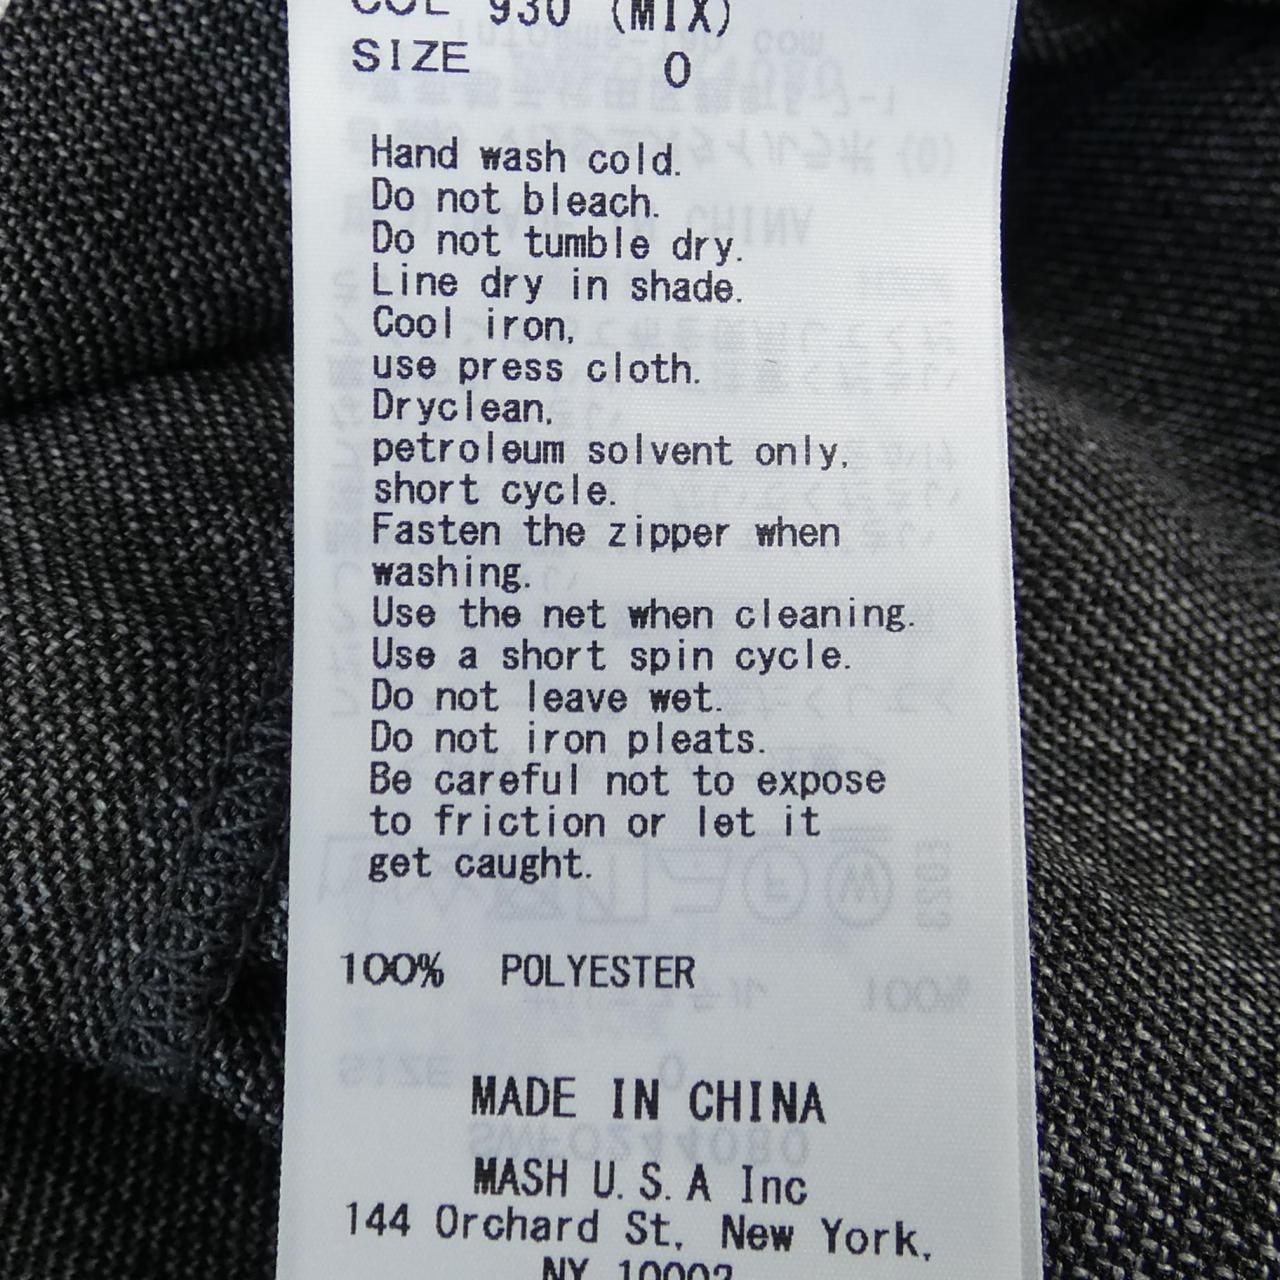 COL 930 (MIX)
SIZE 0
Hand wash cold.
Do not bleach.
Do not tumble dry.
Line dry in shade.
Cool iron,
use press cloth.
Dryclean,
petroleum solvent only,
short cycle.
Fasten the zipper when
washing.
Use the net when cleaning.
Use a short spin cycle.
Do not leave wet.
Do not iron pleats.
Be careful not to expose
to friction or let it
get caught.
100% POLYESTER
MADE IN CHINA
MASH U.S.A Inc
144 Orchard St, New York,
NY 10002